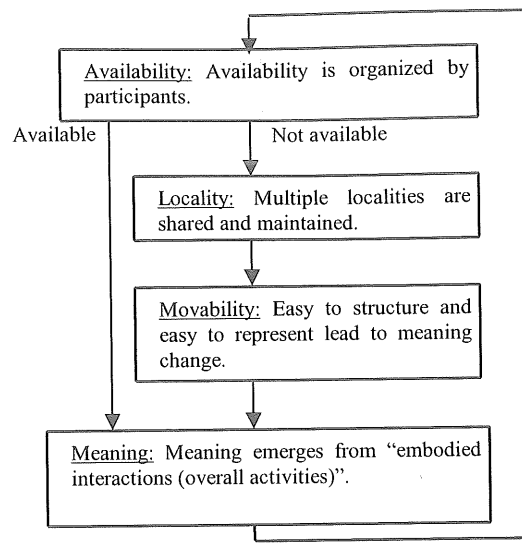 Availability: Availability is organized by
participants.
Available
Not available
Locality: Multiple localities are
shared and maintained.
Movability: Easy to structure and
easy to represent lead to meaning
change.
Meaning: Meaning emerges from “embodied
interactions (overall activities)”.